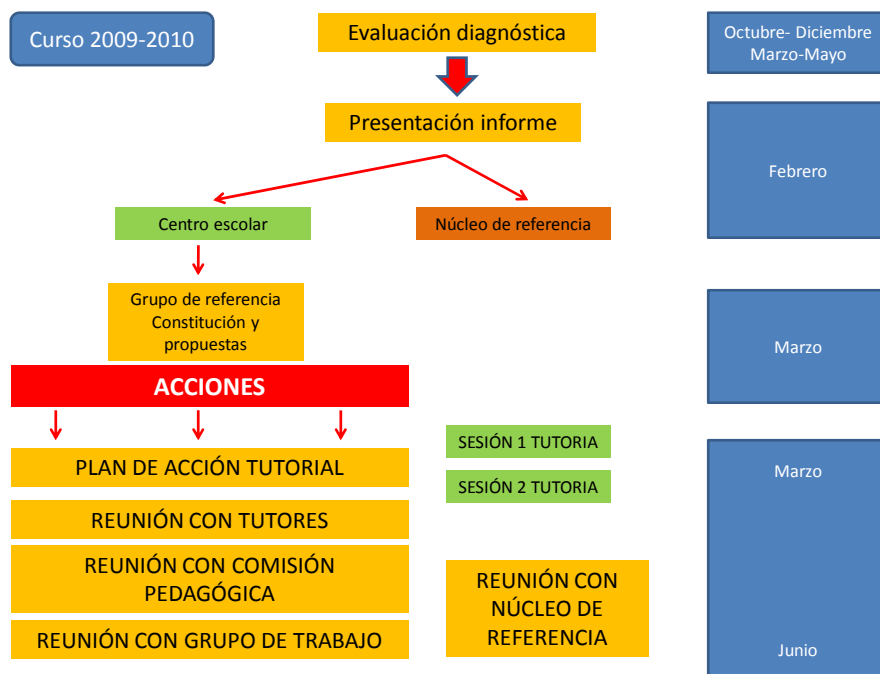 Curso 2009-2010
Evaluación diagnóstica
Octubre- Diciembre
Marzo-Mayo
Presentación informe
Febrero
Centro escolar
Núcleo de referencia
Grupo de referencia
Constitución y
propuestas
Marzo
ACCIONES
SESIÓN 1 TUTORIA
PLAN DE ACCIÓN TUTORIAL
Marzo
SESIÓN 2 TUTORIA
REUNIÓN CON TUTORES
REUNIÓN CON COMISIÓN
PEDAGÓGICA
REUNIÓN CON
NÚCLEO DE
REFERENCIA
REUNIÓN CON GRUPO DE TRABAJO
Junio